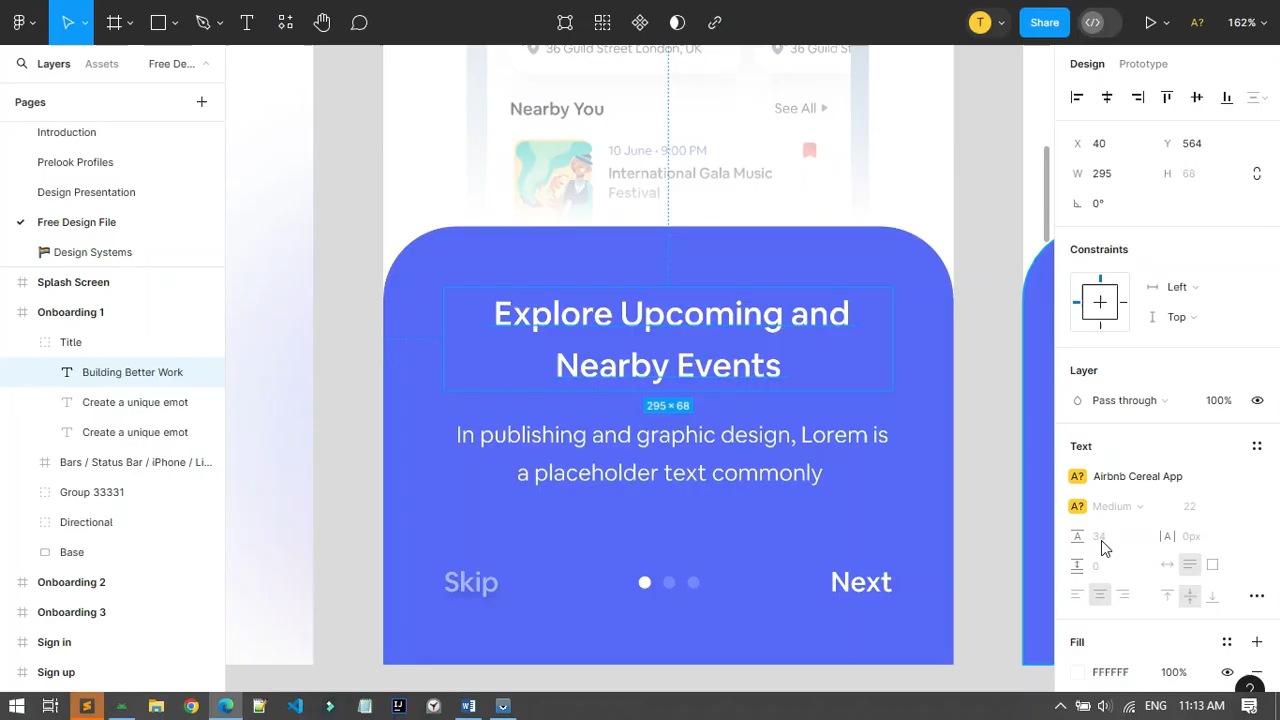 T
Share
A?
162%
Layers
Assets
Free De...
Pages
Introduction
Prelook Profiles
Design Presentation
Free Design File
Design Systems
Splash Screen
Onboarding 1
Title
Building Better Work
Create a unique emot
Create a unique emot
Bars / Status Bar / iPhone / Li...
Group 33331
Directional
Base
Onboarding 2
Onboarding 3
Sign in
Sign up
36 Guild Street London, UK
36 Guild St
Nearby You
See All
10 June • 9:00 PM
International Gala Music
Festival
Explore Upcoming and
Nearby Events
295 × 68
In publishing and graphic design, Lorem is
a placeholder text commonly
Skip
Next
Design
Prototype
X 40
Y 564
W 295
H 68
0°
Constraints
Left
Top
Layer
Pass through
100%
Text
A? Airbnb Cereal App
A? Medium
22
34
0px
0
Fill
FFFFFF
100%
?
ENG
11:13 AM